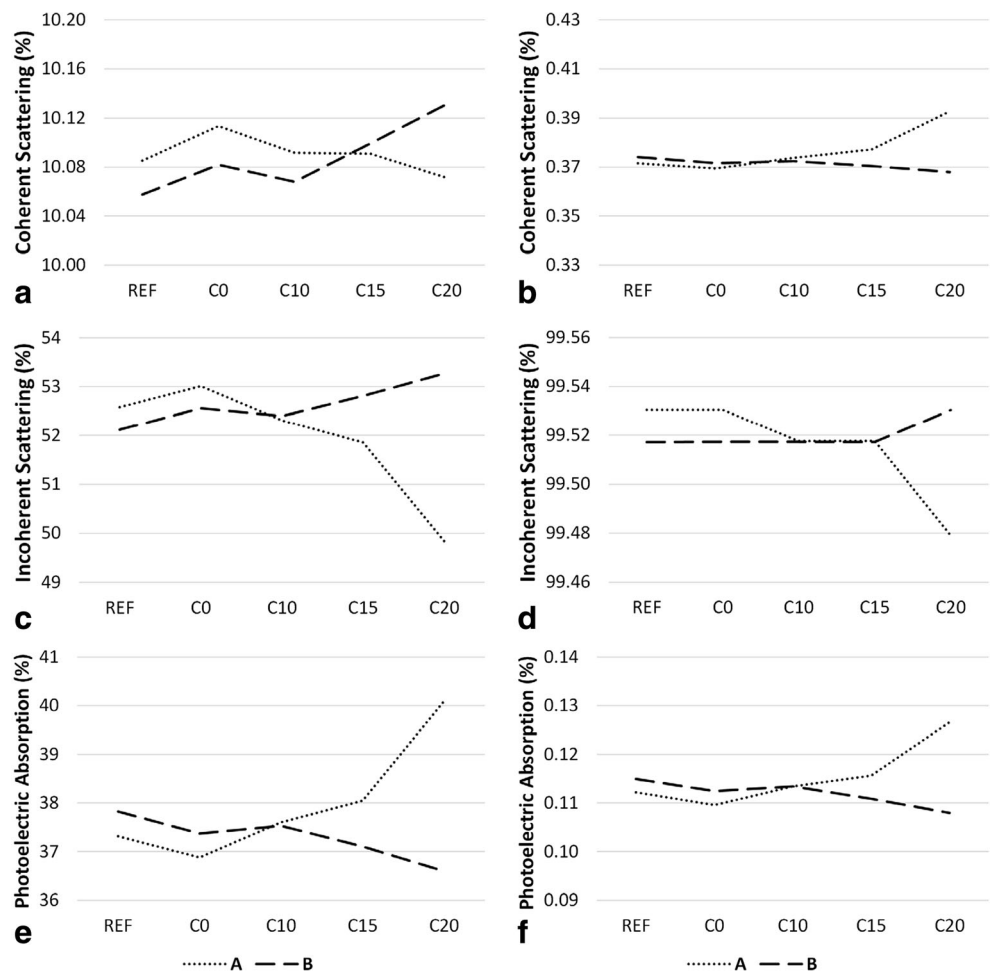 Coherent Scattering (%)
10.20
10.16
10.12
10.08
10.04
10.00
REF C0 C10 C15 C20
a
Coherent Scattering (%)
0.43
0.41
0.39
0.37
0.35
0.33
REF C0 C10 C15 C20
b
Incoherent Scattering (%)
54
53
52
51
50
49
REF C0 C10 C15 C20
c
Incoherent Scattering (%)
99.56
99.54
99.52
99.50
99.48
99.46
REF C0 C10 C15 C20
d
Photoelectric Absorption (%)
41
40
39
38
37
36
REF C0 C10 C15 C20
e
Photoelectric Absorption (%)
0.14
0.13
0.12
0.11
0.10
0.09
REF C0 C10 C15 C20
f
A B
A B